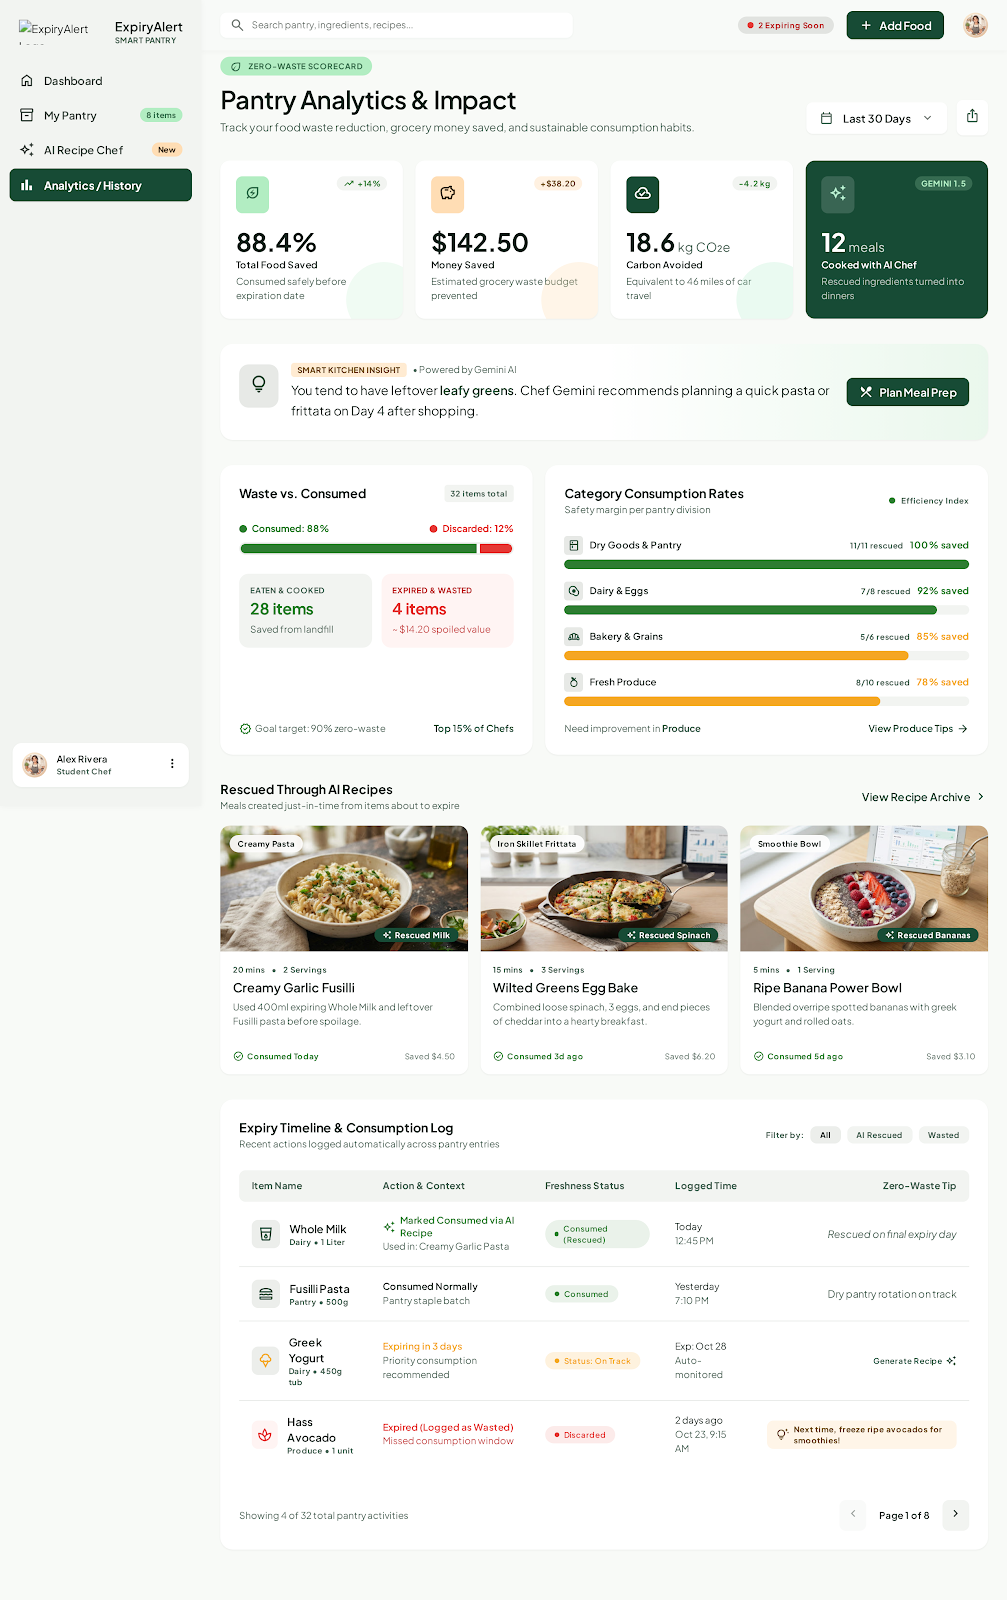 ExpiryAlert
ExpiryAlert
SMART PANTRY
Search pantry, ingredients, recipes...
2 Expiring Soon
Add Food
Dashboard
My Pantry
8 items
AI Recipe Chef
New
Analytics / History
ZERO-WASTE SCORECARD
Pantry Analytics & Impact
Track your food waste reduction, grocery money saved, and sustainable consumption habits.
Last 30 Days
+14%
88.4%
Total Food Saved
Consumed safely before
expiration date
+$38.20
$142.50
Money Saved
Estimated grocery waste budget
prevented
-4.2 kg
18.6 kg CO₂e
Carbon Avoided
Equivalent to 46 miles of car
travel
GEMINI 1.5
12 meals
Cooked with AI Chef
Rescued ingredients turned into
dinners
SMART KITCHEN INSIGHT • Powered by Gemini AI
You tend to have leftover leafy greens. Chef Gemini recommends planning a quick pasta or
frittata on Day 4 after shopping.
Plan Meal Prep
Waste vs. Consumed
32 items total
Consumed: 88%
Discarded: 12%
EATEN & COOKED
28 items
Saved from landfill
EXPIRED & WASTED
4 items
~ $14.20 spoiled value
Goal target: 90% zero-waste
Top 15% of Chefs
Category Consumption Rates
Safety margin per pantry division
Efficiency Index
Dry Goods & Pantry
11/11 rescued 100% saved
Dairy & Eggs
7/8 rescued 92% saved
Bakery & Grains
5/6 rescued 85% saved
Fresh Produce
8/10 rescued 78% saved
Need improvement in Produce
View Produce Tips
Alex Rivera
Student Chef
Rescued Through AI Recipes
Meals created just-in-time from items about to expire
View Recipe Archive
Creamy Pasta
Rescued Milk
20 mins • 2 Servings
Creamy Garlic Fusilli
Used 400ml expiring Whole Milk and leftover
Fusilli pasta before spoilage.
Consumed Today
Saved $4.50
Iron Skillet Frittata
Rescued Spinach
15 mins • 3 Servings
Wilted Greens Egg Bake
Combined loose spinach, 3 eggs, and end pieces
of cheddar into a hearty breakfast.
Consumed 3d ago
Saved $6.20
Smoothie Bowl
Rescued Bananas
5 mins • 1 Serving
Ripe Banana Power Bowl
Blended overripe spotted bananas with greek
yogurt and rolled oats.
Consumed 5d ago
Saved $3.10
Expiry Timeline & Consumption Log
Recent actions logged automatically across pantry entries
Filter by:
All
AI Rescued
Wasted
Item Name
Action & Context
Freshness Status
Logged Time
Zero-Waste Tip
Whole Milk
Dairy • 1 Liter
Marked Consumed via AI
Recipe
Used in: Creamy Garlic Pasta
Consumed
(Rescued)
Today
12:45 PM
Rescued on final expiry day
Fusilli Pasta
Pantry • 500g
Consumed Normally
Pantry staple batch
Consumed
Yesterday
7:10 PM
Dry pantry rotation on track
Greek
Yogurt
Dairy • 450g
tub
Expiring in 3 days
Priority consumption
recommended
Status: On Track
Exp: Oct 28
Auto-
monitored
Generate Recipe
Hass
Avocado
Produce • 1 unit
Expired (Logged as Wasted)
Missed consumption window
Discarded
2 days ago
Oct 23, 9:15
AM
Next time, freeze ripe avocados for
smoothies!
Showing 4 of 32 total pantry activities
Page 1 of 8